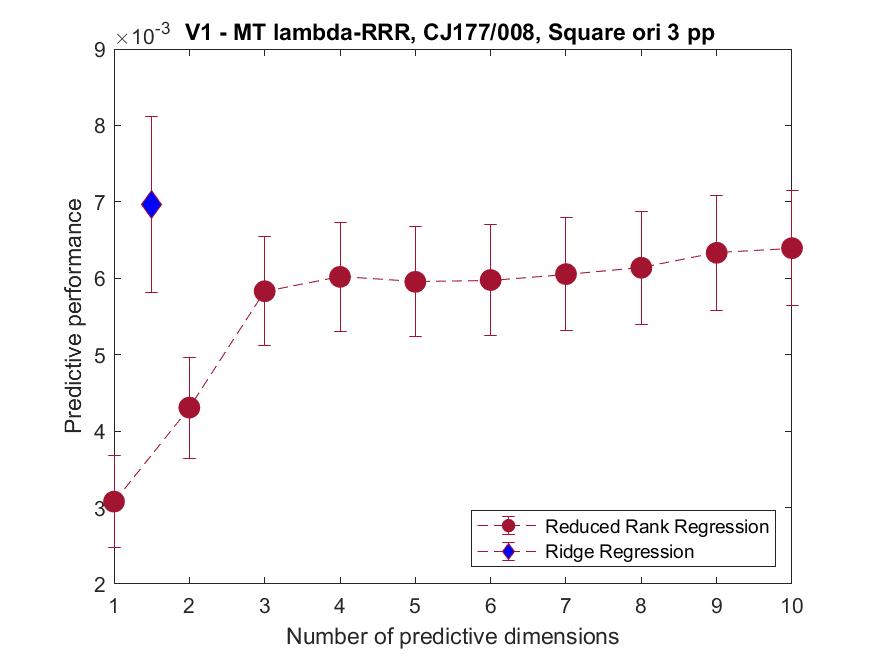 ×10-3 V1 - MT lambda-RRR, CJ177/008, Square ori 3 pp
9
8
7
6
5
4
3
2
Predictive performance
1 2 3 4 5 6 7 8 9 10
Number of predictive dimensions
Reduced Rank Regression
Ridge Regression